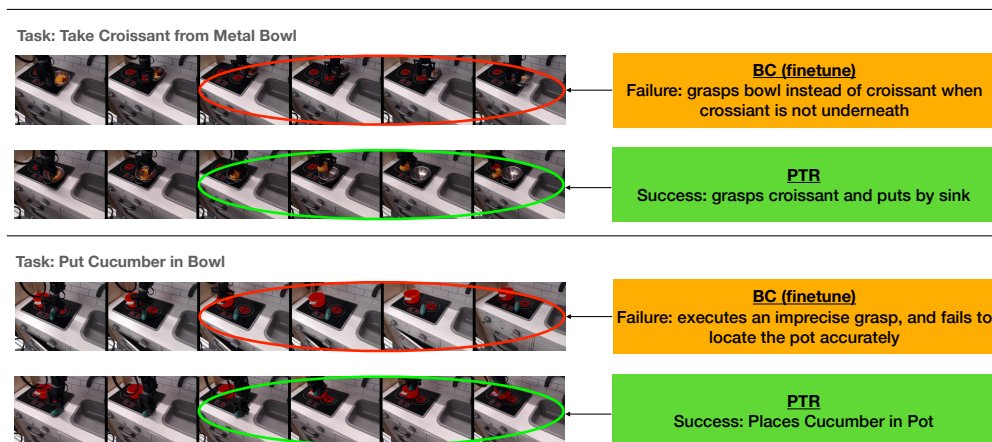 Task: Take Croissant from Metal Bowl
BC (finetune)
Failure: grasps bowl instead of croissant when
crossiant is not underneath
PTR
Success: grasps croissant and puts by sink
Task: Put Cucumber in Bowl
BC (finetune)
Failure: executes an imprecise grasp, and fails to
locate the pot accurately
PTR
Success: Places Cucumber in Pot